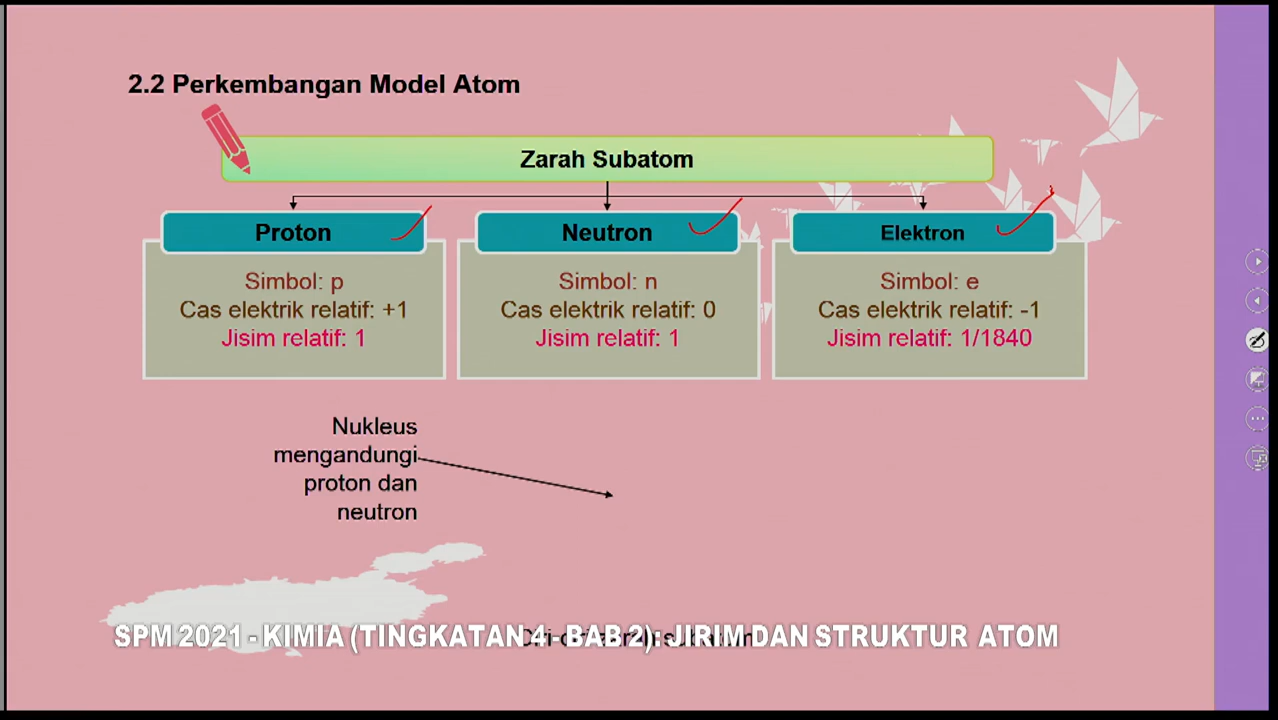 2.2 Perkembangan Model Atom
Zarah Subatom
Proton
Simbol: p
Cas elektrik relatif: +1
Jisim relatif: 1
Neutron
Simbol: n
Cas elektrik relatif: 0
Jisim relatif: 1
Elektron
Simbol: e
Cas elektrik relatif: -1
Jisim relatif: 1/1840
Nukleus
mengandungi
proton dan
neutron
SPM 2021 - KIMIA (TINGKATAN 4 - BAB 2): JIRIM DAN STRUKTUR ATOM